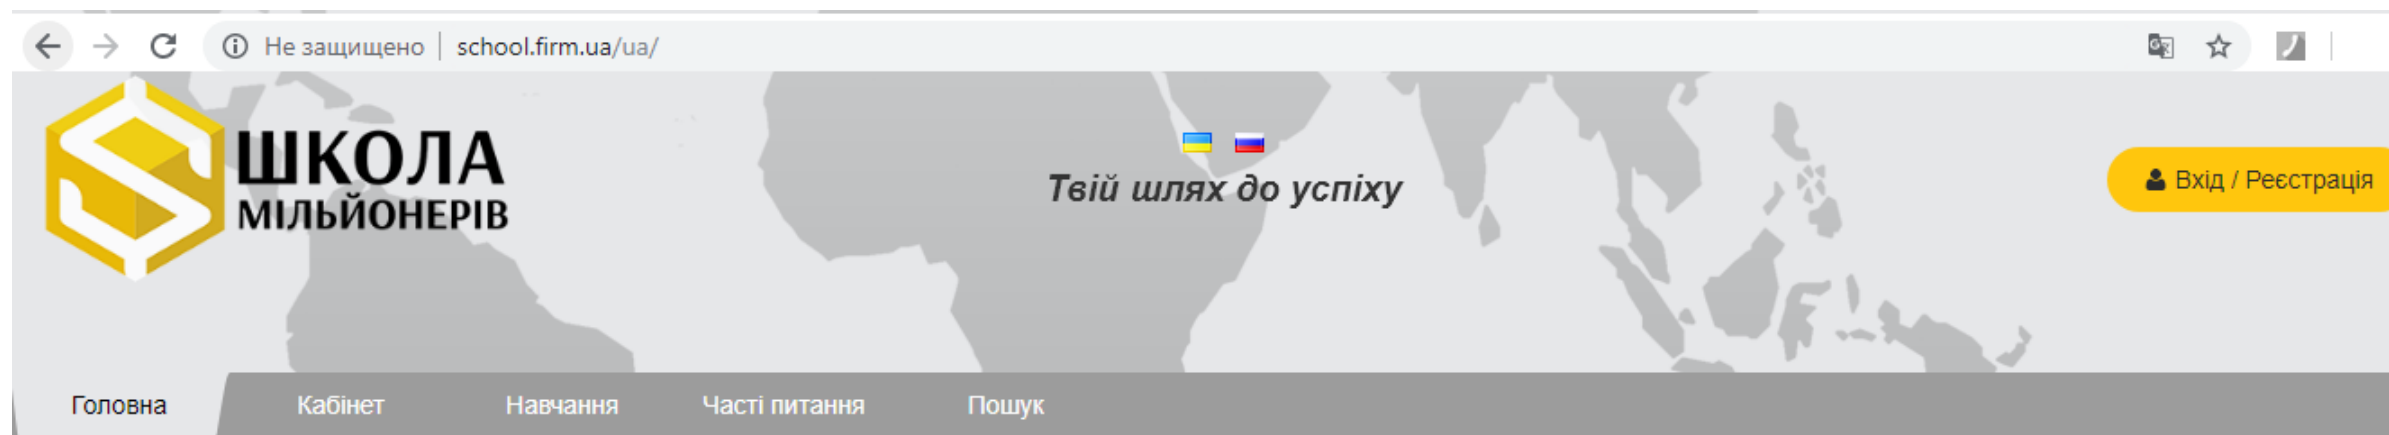 Не защищено | school.firm.ua/ua/
ШКОЛА
МІЛЬЙОНЕРІВ
Твій шлях до успіху
Вхід / Реєстрація
Головна Кабінет Навчання Часті питання Пошук